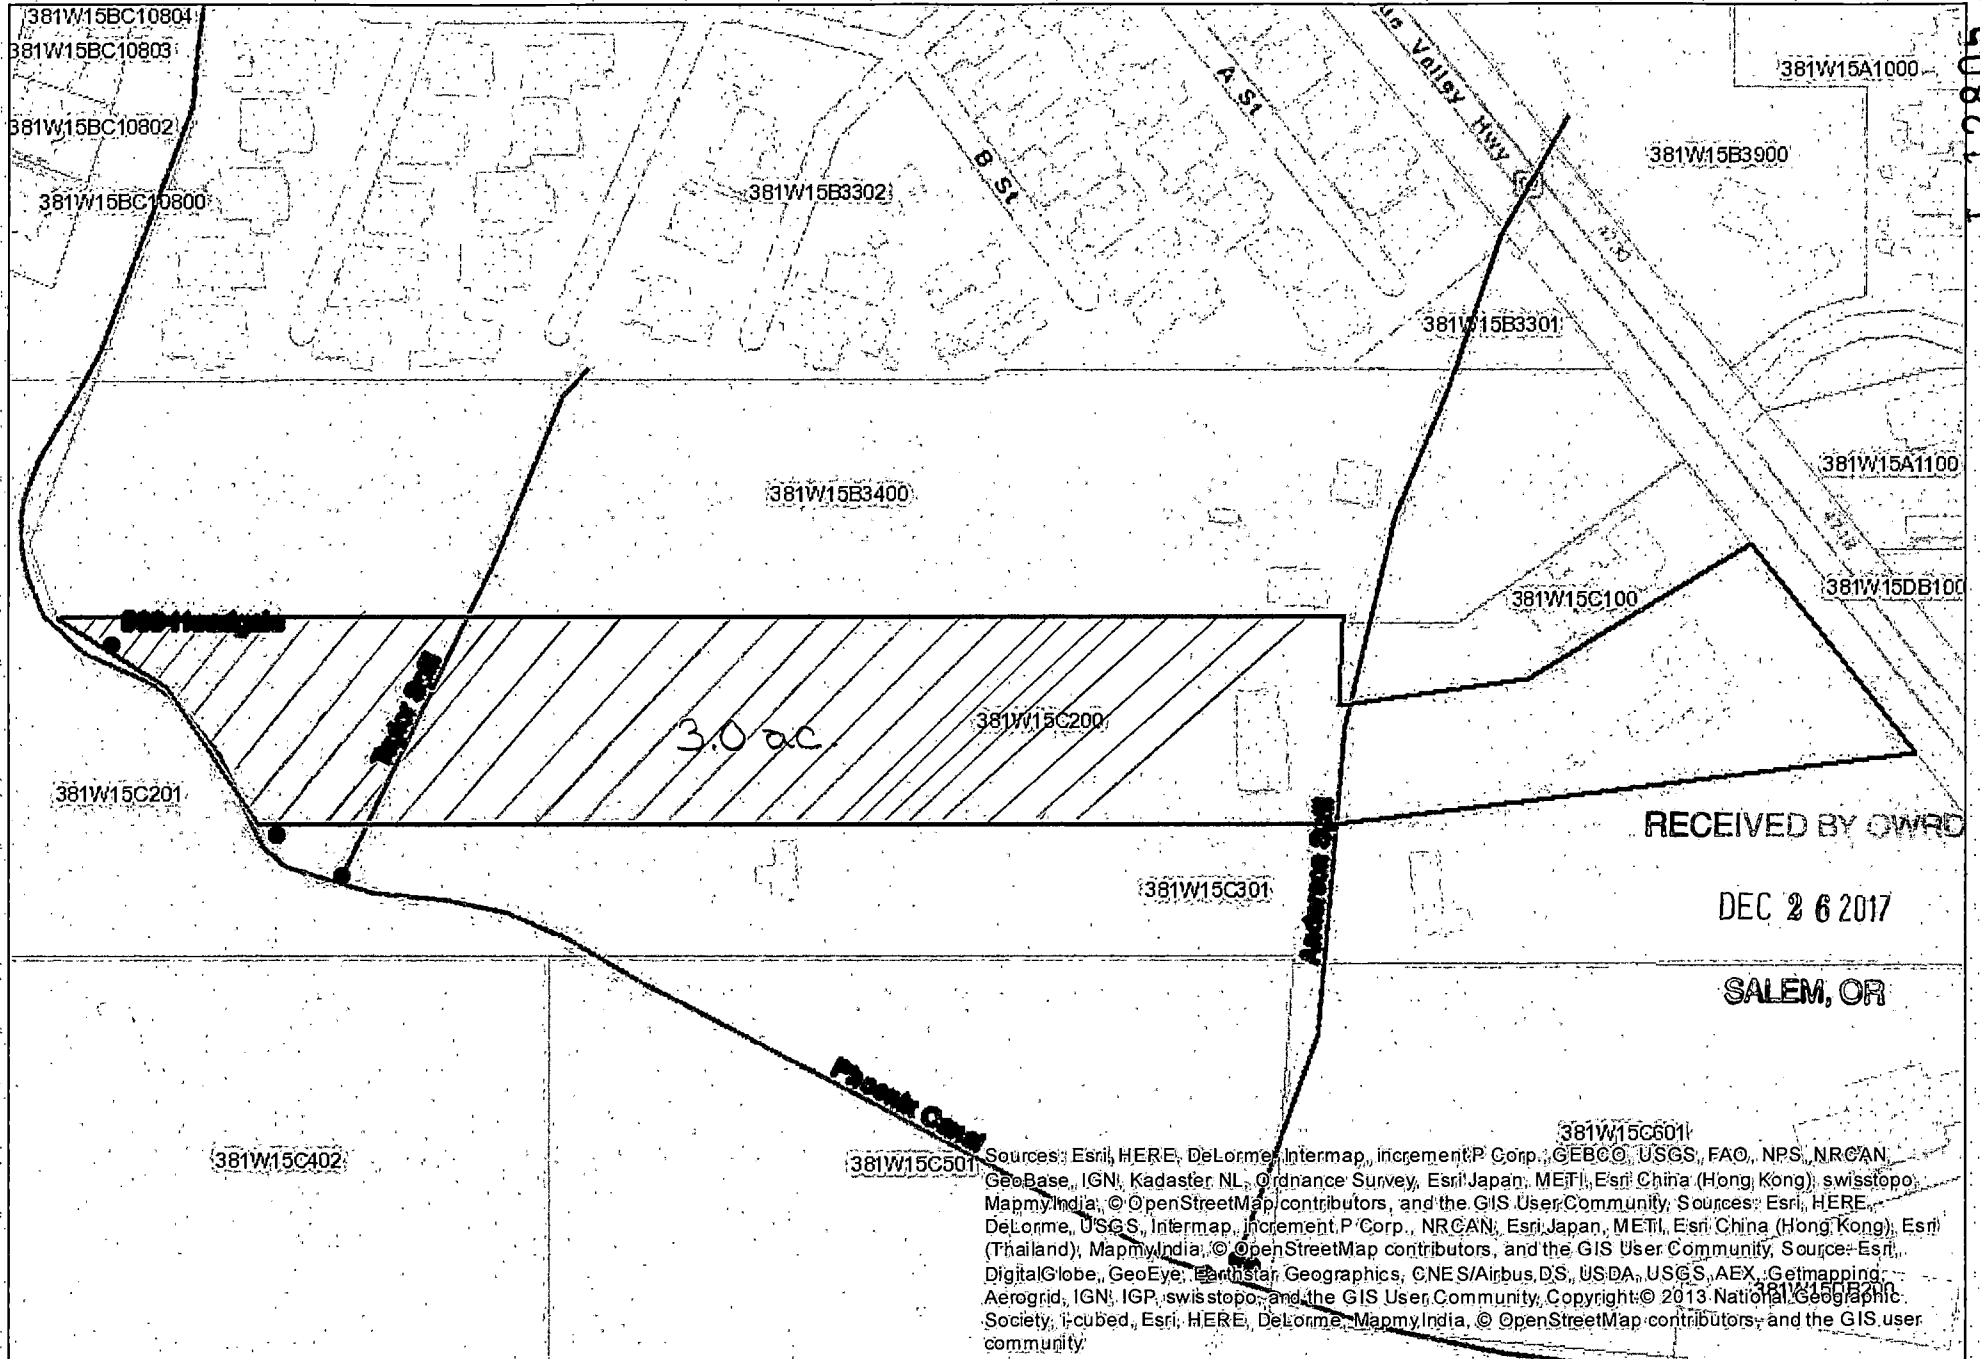 381W15BC10804
381W15BC10803
381W15BC10802
381W15BC10800
381W15B3302
B St
A St
Valley Hwy
381W15A1000
381W15B3900
381W15B3301
381W15A1100
381W15B3400
381W15C100
381W15DB100
3.0 ac.
381W15C200
381W15C201
381W15C301
Anderson
RECEIVED BY OWRD
DEC 26 2017
SALEM, OR
Phoenix Canal
381W15C402
381W15C501
381W15C601
381W15DB200
Sources: Esri, HERE, DeLorme, Intermap, increment P Corp., GEBCO, USGS, FAO, NPS, NRCAN,
GeoBase, IGN, Kadaster NL, Ordnance Survey, Esri Japan, METI, Esri China (Hong Kong), swisstopo,
MapmyIndia, © OpenStreetMap contributors, and the GIS User Community, Sources: Esri, HERE,
DeLorme, USGS, Intermap, increment P Corp., NRCAN, Esri Japan, METI, Esri China (Hong Kong), Esri
(Thailand), MapmyIndia, © OpenStreetMap contributors, and the GIS User Community, Source: Esri,
DigitalGlobe, GeoEye, Earthstar Geographics, CNES/Airbus DS, USDA, USGS, AEX, Getmapping,
Aerogrid, IGN, IGP, swisstopo, and the GIS User Community, Copyright:© 2013 National Geographic
Society, i-cubed, Esri, HERE, DeLorme, MapmyIndia, © OpenStreetMap contributors, and the GIS user
community